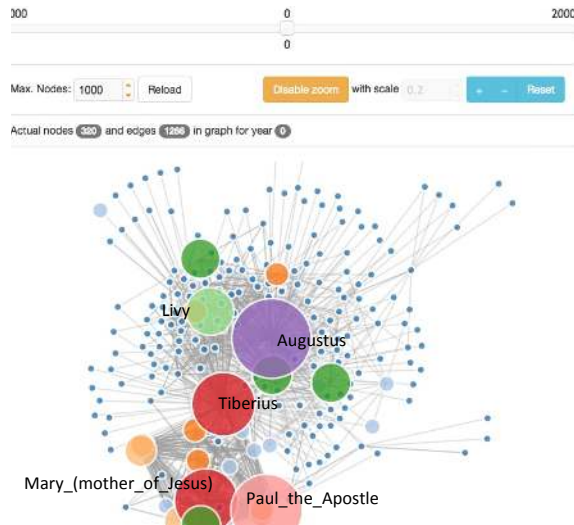 000 0 2000
0
Max. Nodes: 1000 Reload Disable zoom with scale 0.2 + - Reset
Actual nodes 320 and edges 1266 in graph for year 0
Livy
Augustus
Tiberius
Mary_(mother_of_Jesus)
Paul_the_Apostle